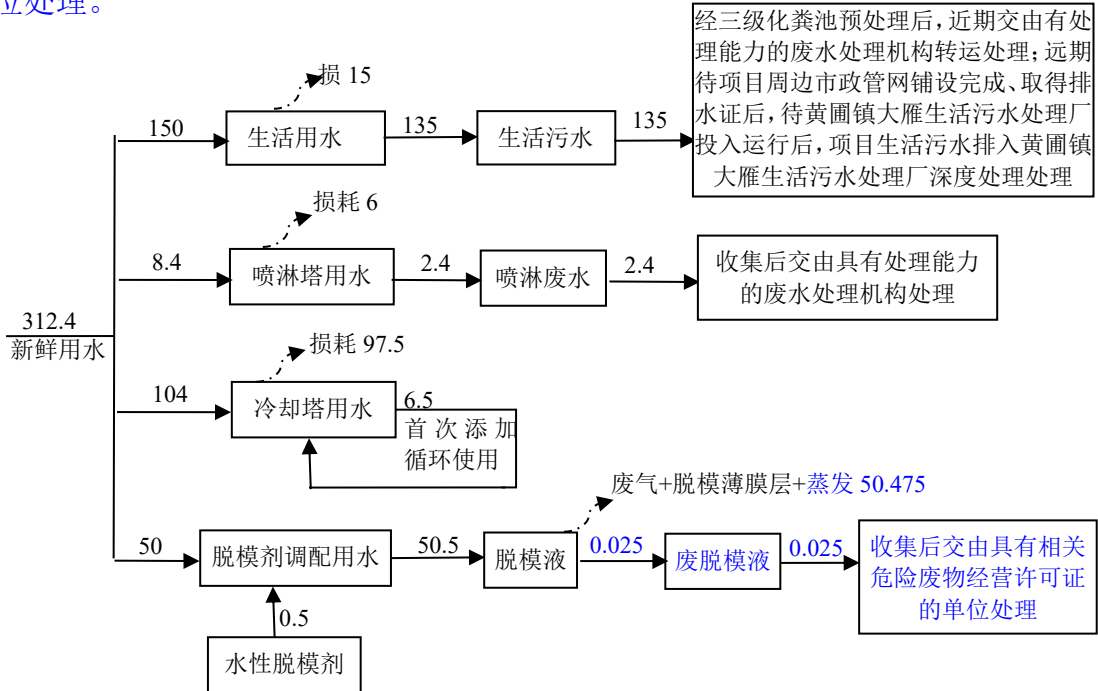 位处理。
经三级化粪池预处理后，近期交由有处
理能力的废水处理机构转运处理；远期
待项目周边市政管网铺设完成、取得排
水证后，待黄圃镇大雁生活污水处理厂
投入运行后，项目生活污水排入黄圃镇
大雁生活污水处理厂深度处理处理
损 15
150
生活用水
135
生活污水
135
损耗 6
8.4
喷淋塔用水
2.4
喷淋废水
2.4
收集后交由具有处理能力
的废水处理机构处理
312.4
新鲜用水
损耗 97.5
104
冷却塔用水
6.5
首次添加
循环使用
废气+脱模薄膜层+蒸发 50.475
50
脱模剂调配用水
50.5
脱模液
0.025
废脱模液
0.025
收集后交由具有相关
危险废物经营许可证
的单位处理
0.5
水性脱模剂